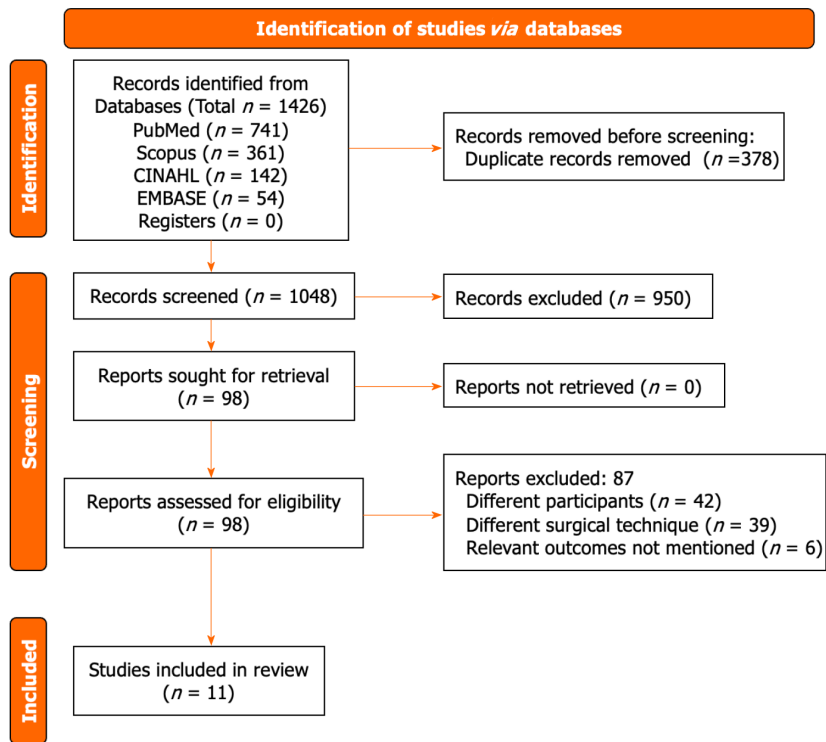 Identification of studies via databases
Identification
Records identified from
Databases (Total n = 1426)
PubMed (n = 741)
Scopus (n = 361)
CINAHL (n = 142)
EMBASE (n = 54)
Registers (n = 0)
Records removed before screening:
Duplicate records removed (n =378)
Screening
Records screened (n = 1048)
Records excluded (n = 950)
Reports sought for retrieval
(n = 98)
Reports not retrieved (n = 0)
Reports assessed for eligibility
(n = 98)
Reports excluded: 87
Different participants (n = 42)
Different surgical technique (n = 39)
Relevant outcomes not mentioned (n = 6)
Included
Studies included in review
(n = 11)